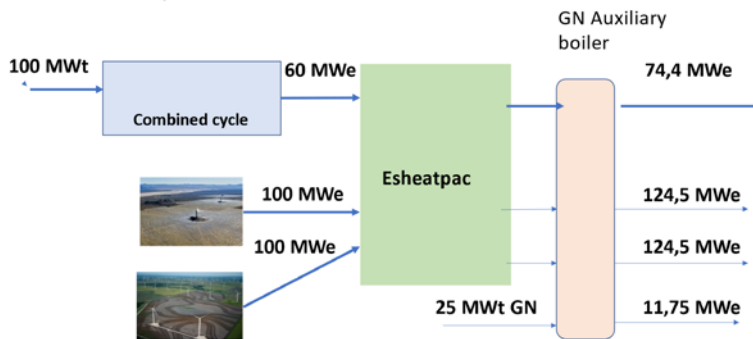 GN Auxiliary
boiler
100 MWt
60 MWe
74,4 MWe
Combined cycle
Esheatpac
100 MWe
124,5 MWe
100 MWe
124,5 MWe
25 MWt GN
11,75 MWe